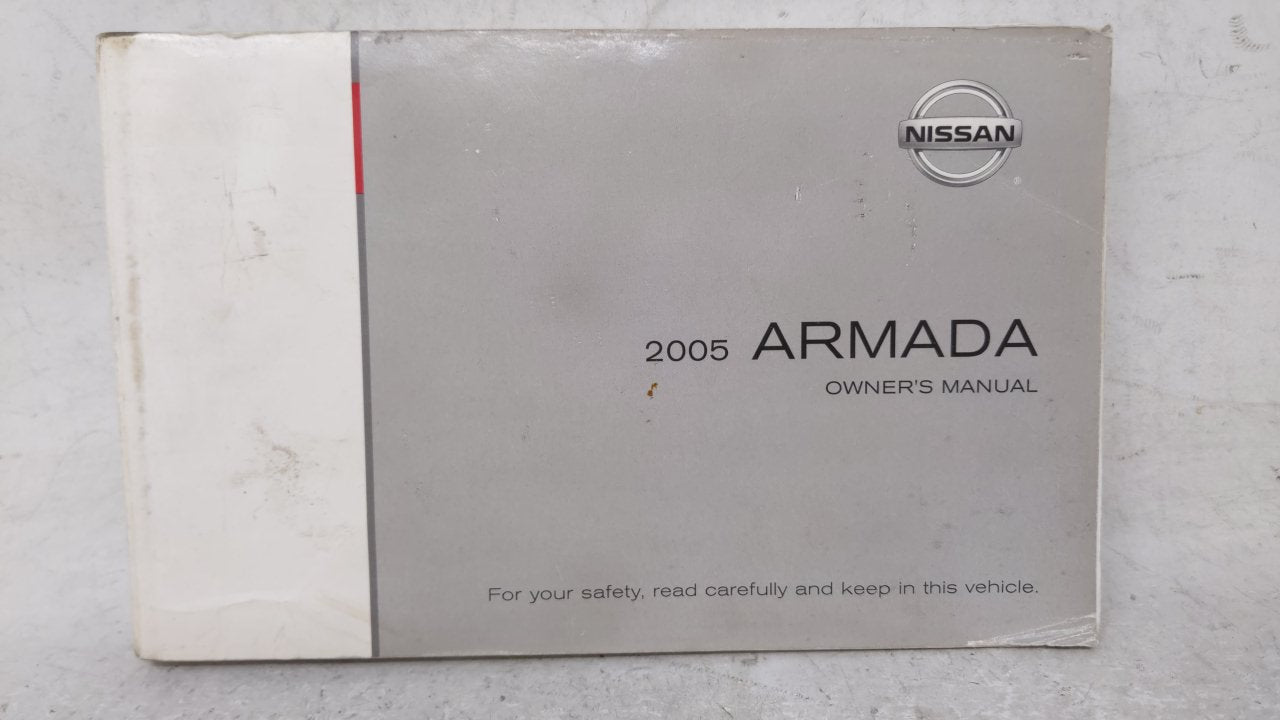 NISSAN
®
2005 ARMADA
OWNER'S MANUAL
For your safety, read carefully and keep in this vehicle.